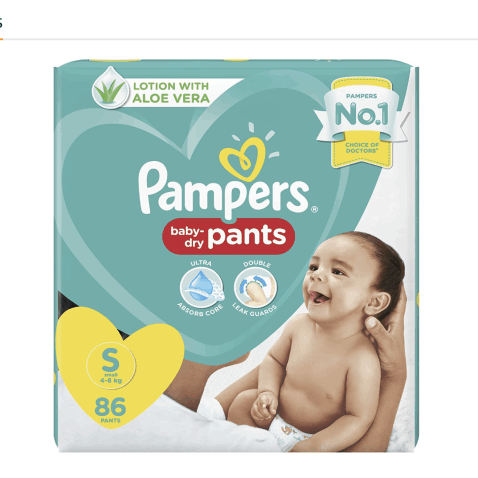 S
LOTION WITH
ALOE VERA
PAMPERS
No.1
CHOICE OF
DOCTORS*
Pampers®
baby-
dry pants
ULTRA
ABSORB CORE
DOUBLE
LEAK GUARDS
S
small
4-8 kg
86
PANTS